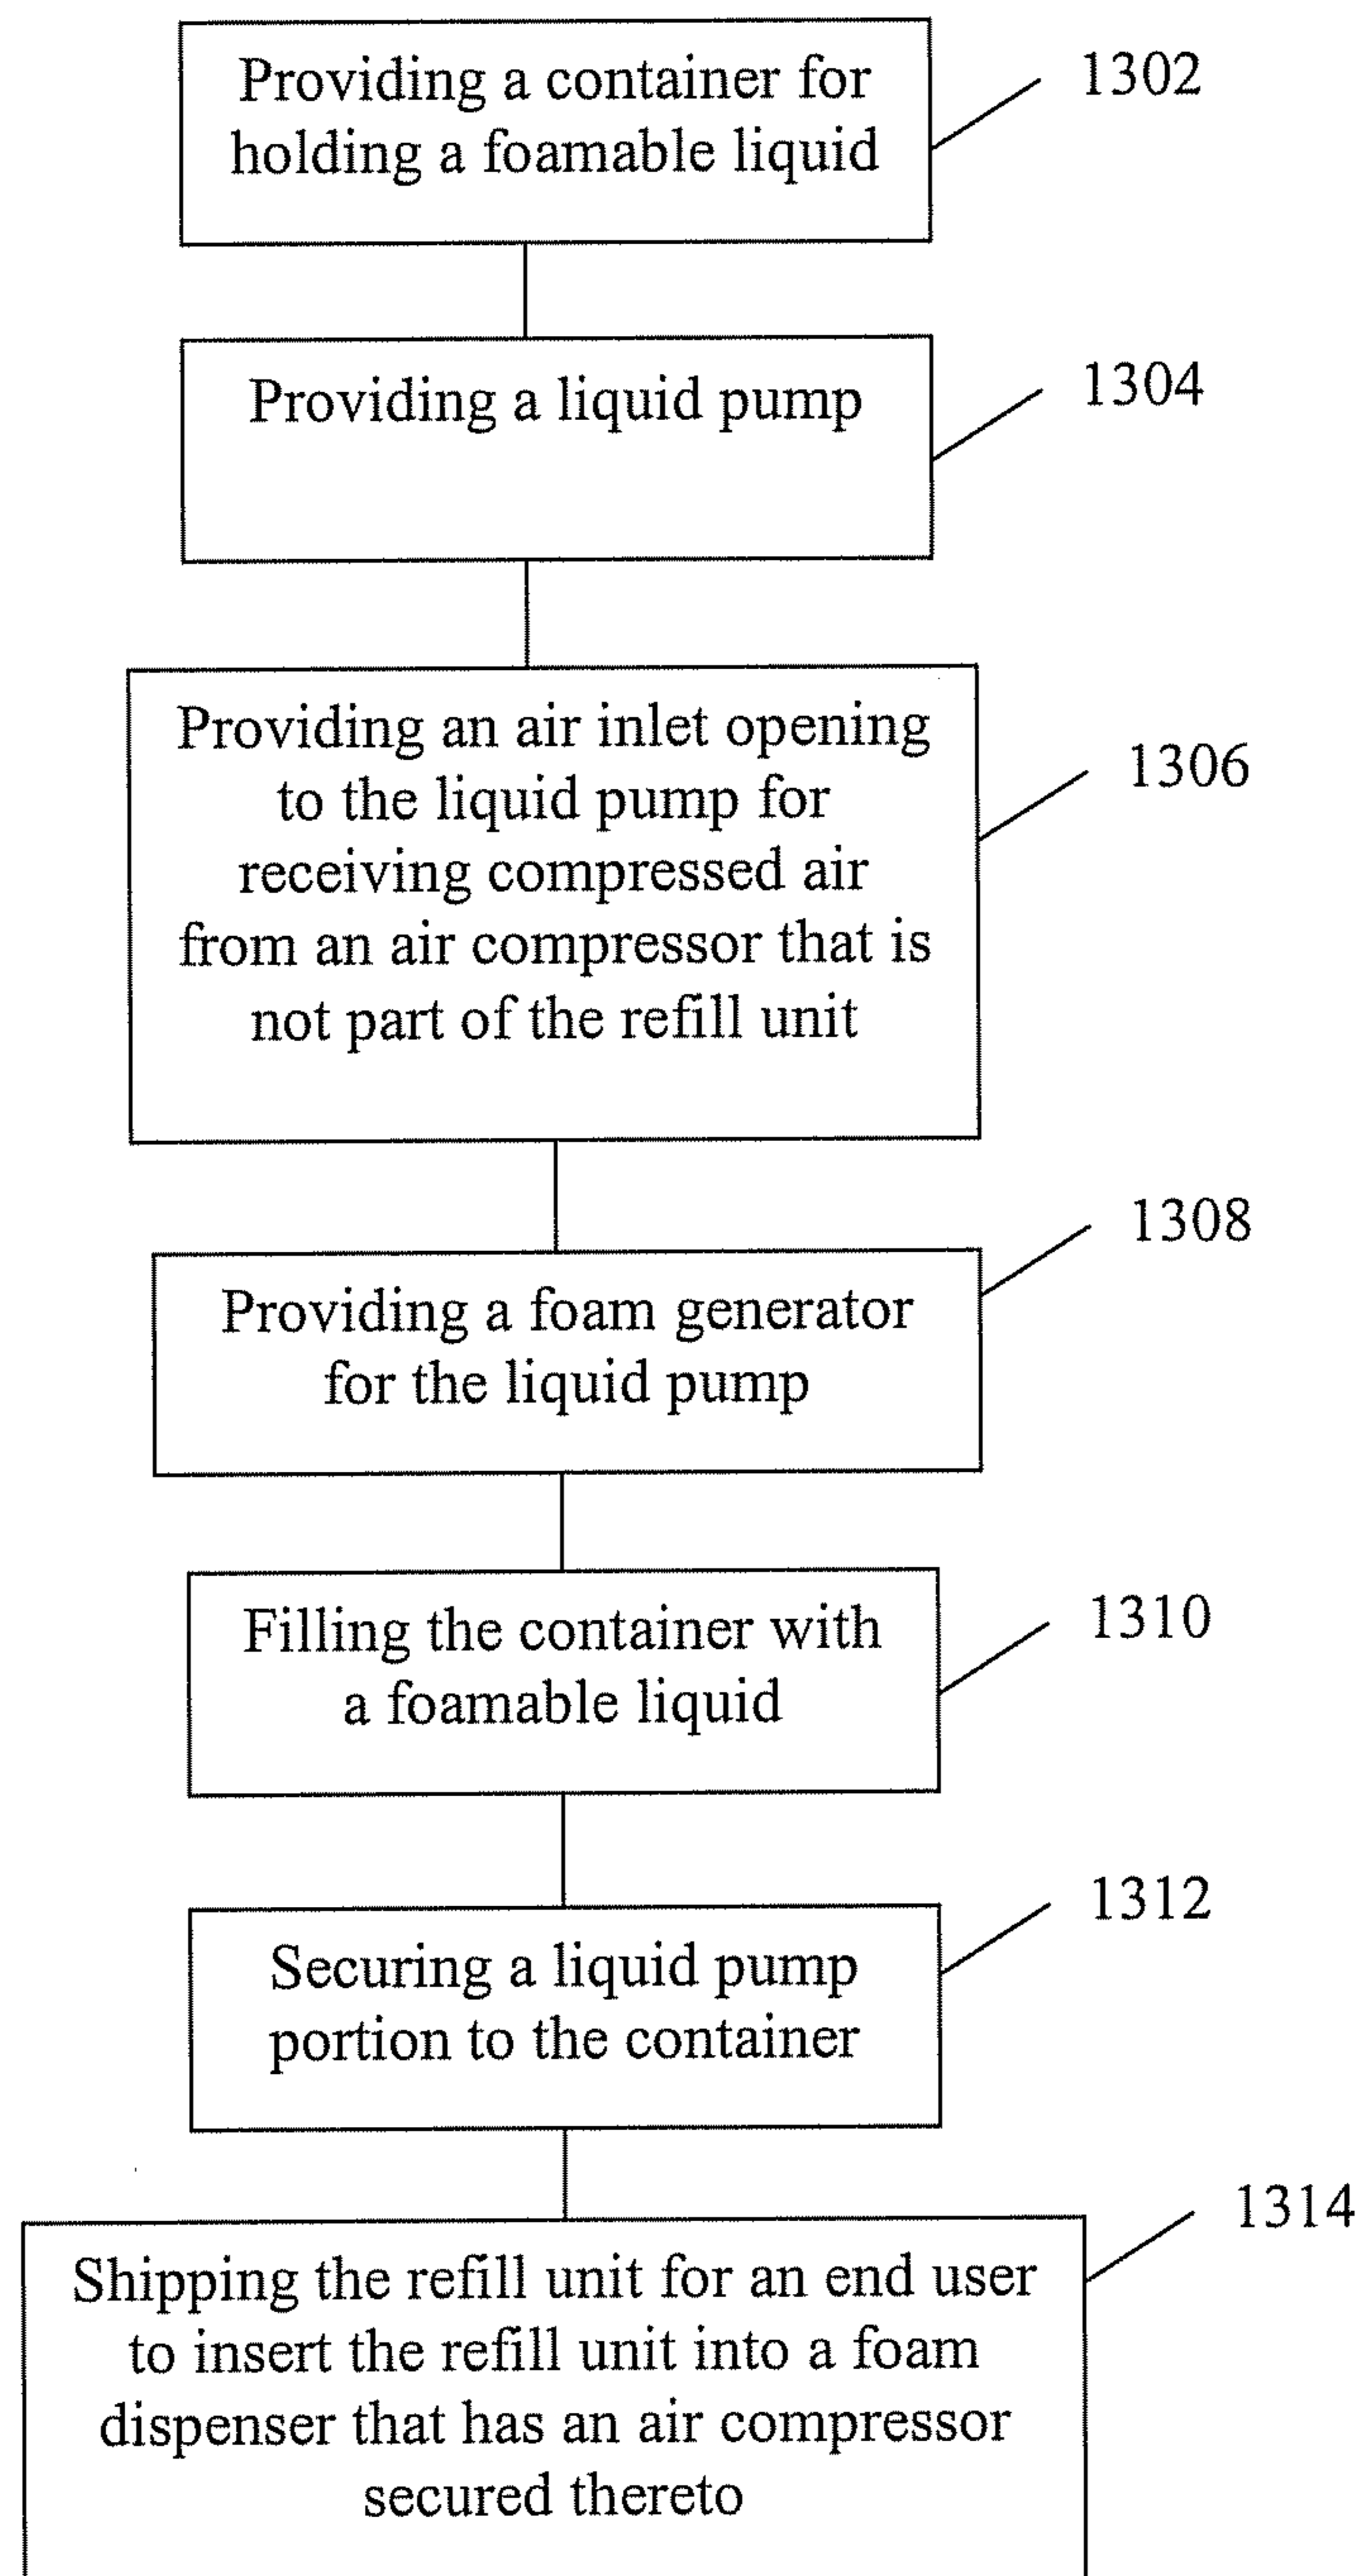 Providing a container for
holding a foamable liquid
1302
Providing a liquid pump
1304
Providing an air inlet opening
to the liquid pump for
receiving compressed air
from an air compressor that is
not part of the refill unit
1306
Providing a foam generator
for the liquid pump
1308
Filling the container with
a foamable liquid
1310
Securing a liquid pump
portion to the container
1312
Shipping the refill unit for an end user
to insert the refill unit into a foam
dispenser that has an air compressor
secured thereto
1314